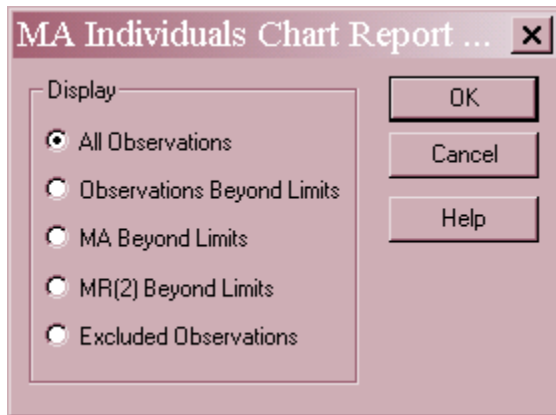 MA Individuals Chart Report ...
Display
All Observations
Observations Beyond Limits
MA Beyond Limits
MR(2) Beyond Limits
Excluded Observations
OK
Cancel
Help